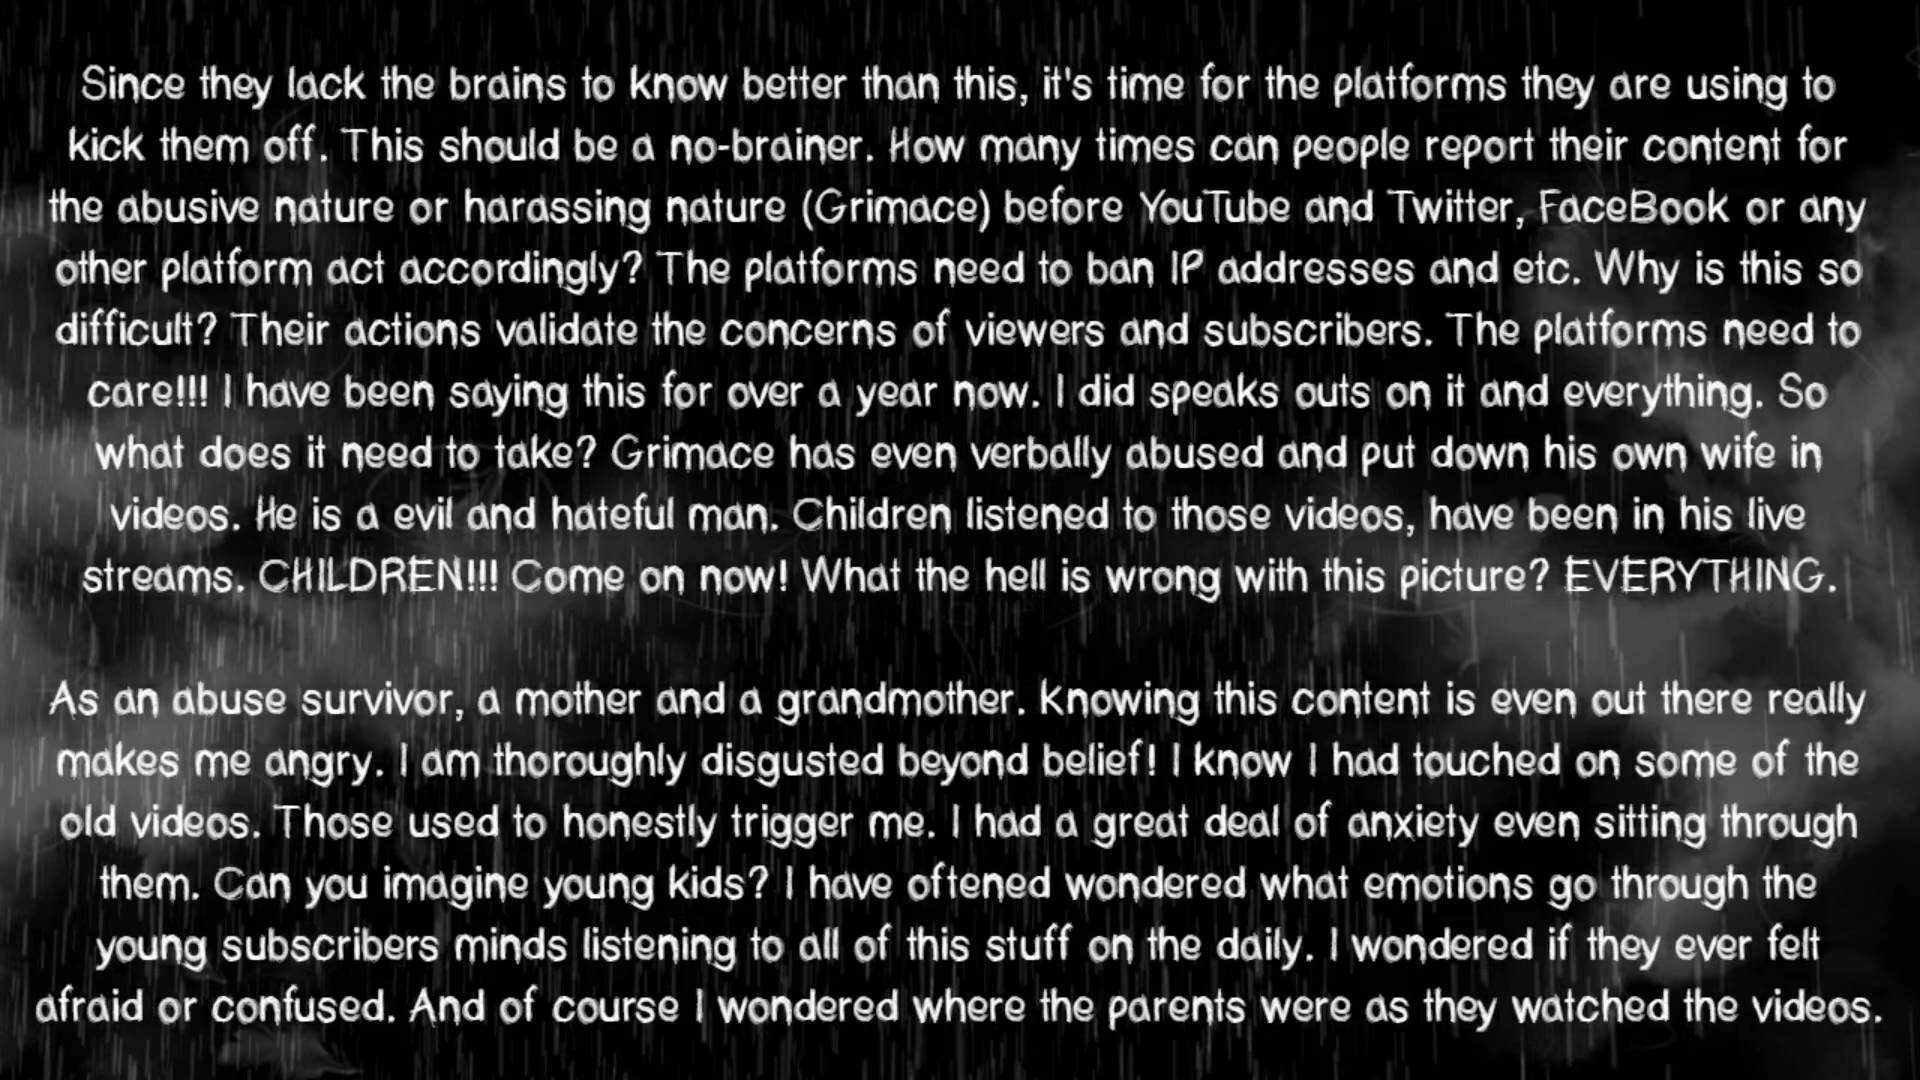 Since they lack the brains to know better than this, it's time for the platforms they are using to
kick them off. This should be a no-brainer. How many times can people report their content for
the abusive nature or harassing nature (Grimace) before YouTube and Twitter, FaceBook or any
other platform act accordingly? The platforms need to ban IP addresses and etc. Why is this so
difficult? Their actions validate the concerns of viewers and subscribers. The platforms need to
care!!! I have been saying this for over a year now. I did speaks outs on it and everything. So
what does it need to take? Grimace has even verbally abused and put down his own wife in
videos. He is a evil and hateful man. Children listened to those videos, have been in his live
streams. CHILDREN!!! Come on now! What the hell is wrong with this picture? EVERYTHING.
As an abuse survivor, a mother and a grandmother. Knowing this content is even out there really
makes me angry. I am thoroughly disgusted beyond belief! I know I had touched on some of the
old videos. Those used to honestly trigger me. I had a great deal of anxiety even sitting through
them. Can you imagine young kids? I have oftened wondered what emotions go through the
young subscribers minds listening to all of this stuff on the daily. I wondered if they ever felt
afraid or confused. And of course I wondered where the parents were as they watched the videos.